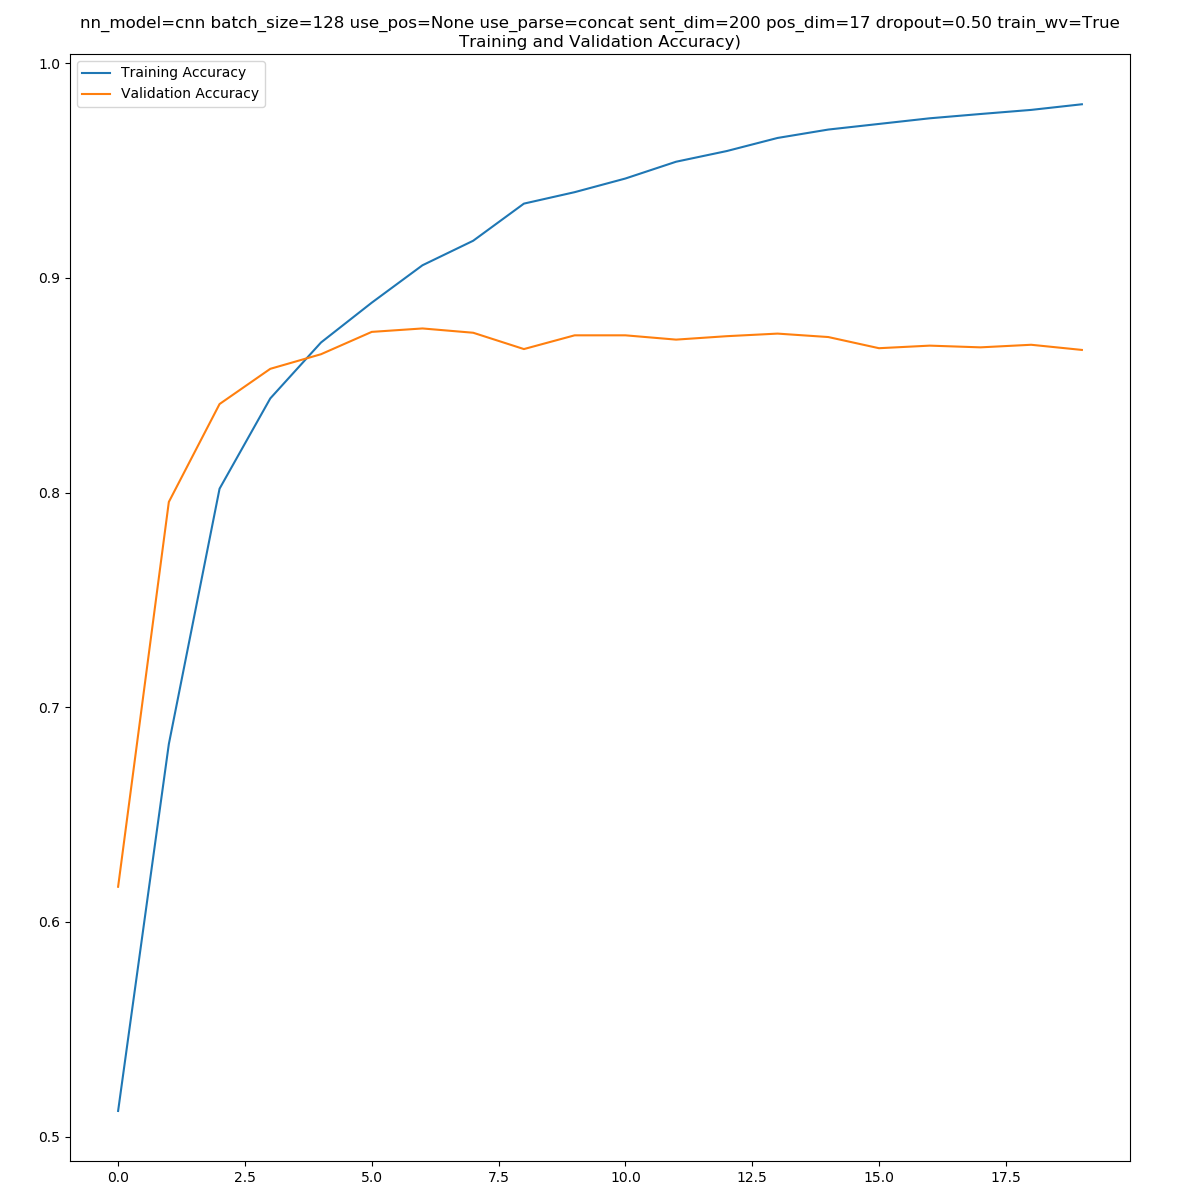 nn_model=cnn batch_size=128 use_pos=None use_parse=concat sent_dim=200 pos_dim=17 dropout=0.50 train_wv=True
Training and Validation Accuracy)
Training Accuracy
Validation Accuracy
1.0
0.9
0.8
0.7
0.6
0.5
0.0 2.5 5.0 7.5 10.0 12.5 15.0 17.5